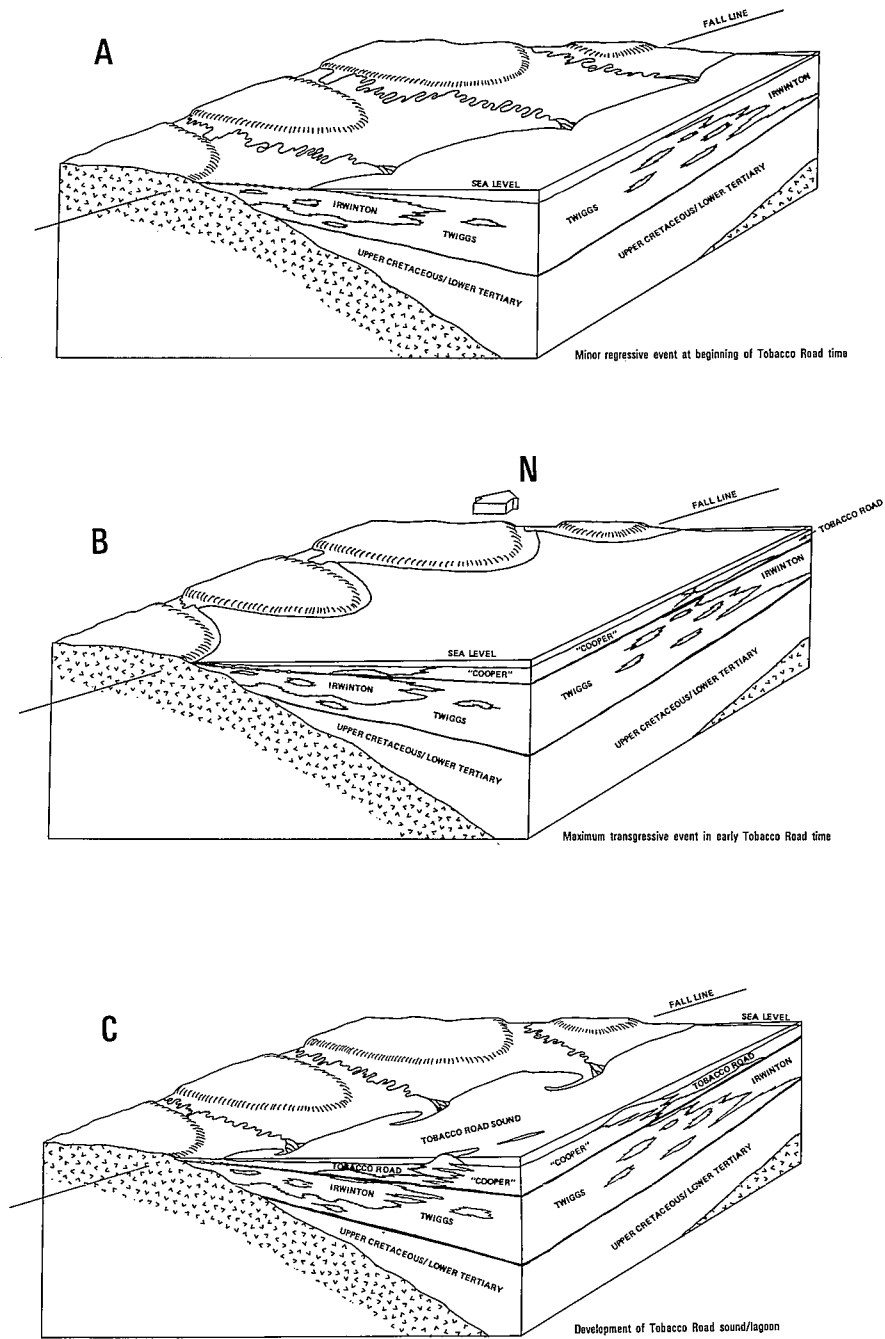 A
FALL LINE
IRWINTON
SEA LEVEL
IRWINTON
TWIGGS
TWIGGS
UPPER CRETACEOUS/LOWER TERTIARY
UPPER CRETACEOUS/LOWER TERTIARY
Minor regressive event at beginning of Tobacco Road time
N
B
FALL LINE
TOBACCO ROAD
IRWINTON
SEA LEVEL
"COOPER"
"COOPER"
IRWINTON
TWIGGS
TWIGGS
UPPER CRETACEOUS/LOWER TERTIARY
UPPER CRETACEOUS/LOWER TERTIARY
Maximum transgressive event in early Tobacco Road time
C
FALL LINE
SEA LEVEL
TOBACCO ROAD
IRWINTON
TOBACCO ROAD SOUND
TOBACCO ROAD
"COOPER"
"COOPER"
IRWINTON
TWIGGS
TWIGGS
UPPER CRETACEOUS/LOWER TERTIARY
UPPER CRETACEOUS/LOWER TERTIARY
Development of Tobacco Road sound/lagoon